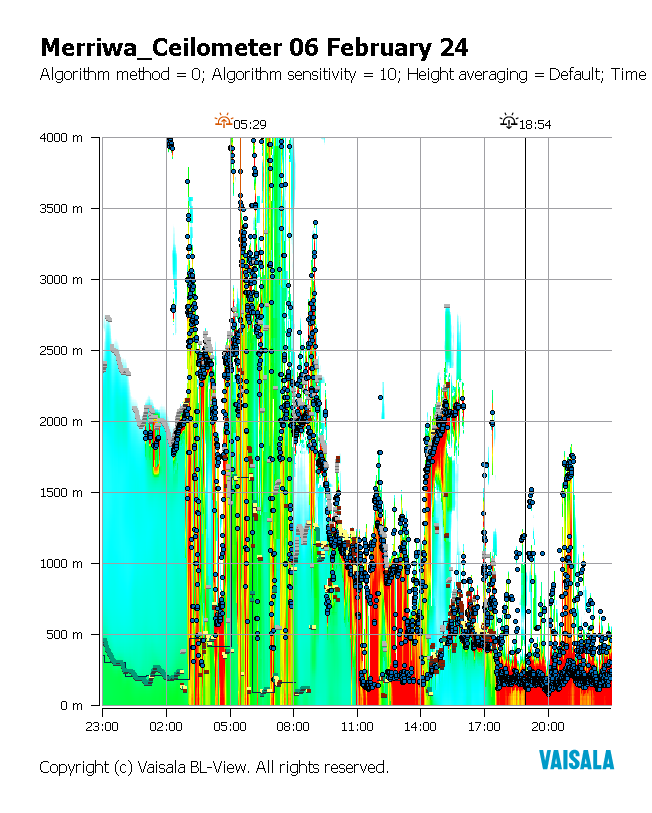 Merriwa_Ceilometer 06 February 24
Algorithm method = 0; Algorithm sensitivity = 10; Height averaging = Default; Time
05:29 18:54
4000 m
3500 m
3000 m
2500 m
2000 m
1500 m
1000 m
500 m
0 m
23:00 02:00 05:00 08:00 11:00 14:00 17:00 20:00
Copyright (c) Vaisala BL-View. All rights reserved.
VAISALA